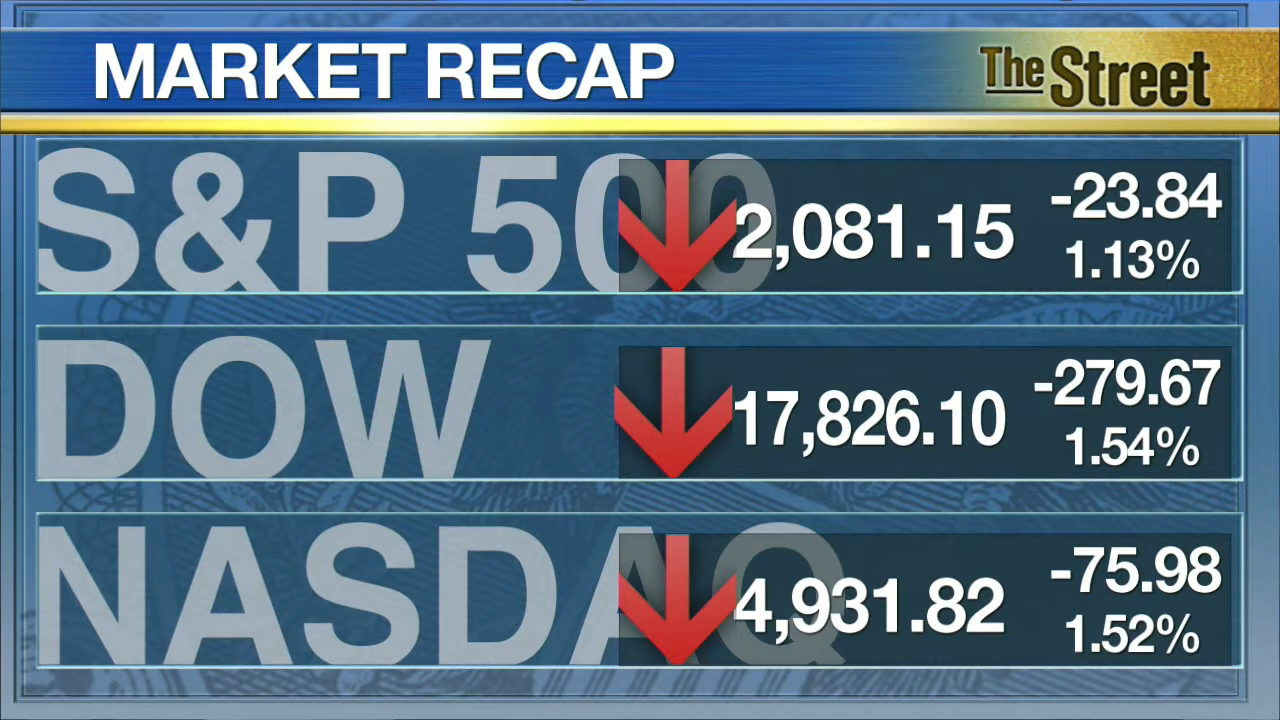 MARKET RECAP
TheStreet
S&P 500
2,081.15
-23.84
1.13%
DOW
17,826.10
-279.67
1.54%
NASDAQ
4,931.82
-75.98
1.52%